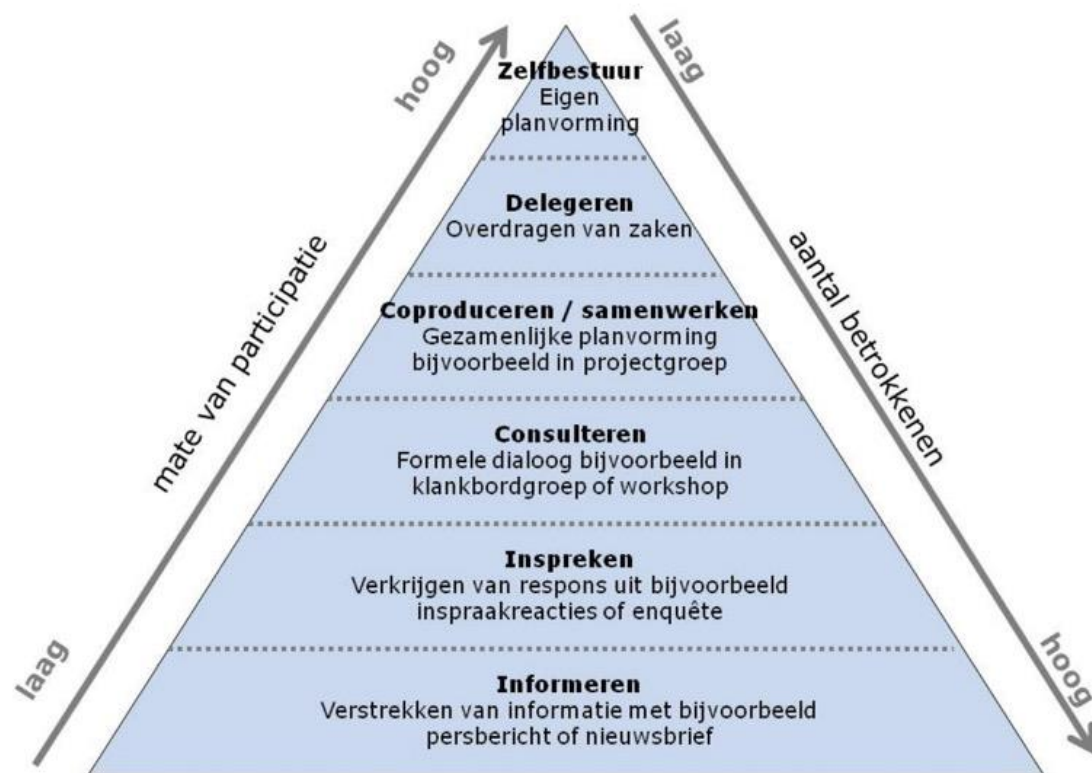 hoog
laag
Zelfbestuur
Eigen
planvorming
Delegeren
Overdragen van zaken
mate van participatie
aantal betrokkenen
Coproduceren / samenwerken
Gezamenlijke planvorming
bijvoorbeeld in projectgroep
Consulteren
Formele dialoog bijvoorbeeld in
klankbordgroep of workshop
Inspreken
Verkrijgen van respons uit bijvoorbeeld
inspraakreacties of enquête
laag
hoog
Informeren
Verstrekken van informatie met bijvoorbeeld
persbericht of nieuwsbrief